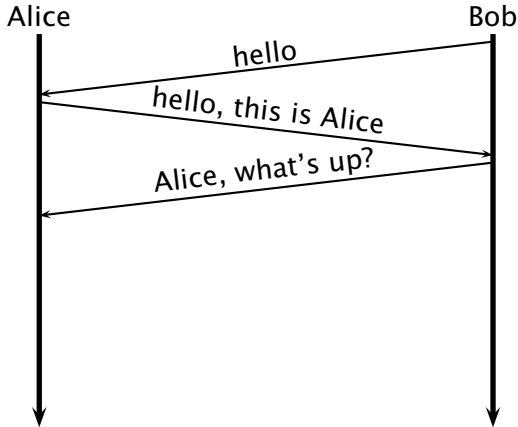 Alice Bob
hello
hello, this is Alice
Alice, what’s up?